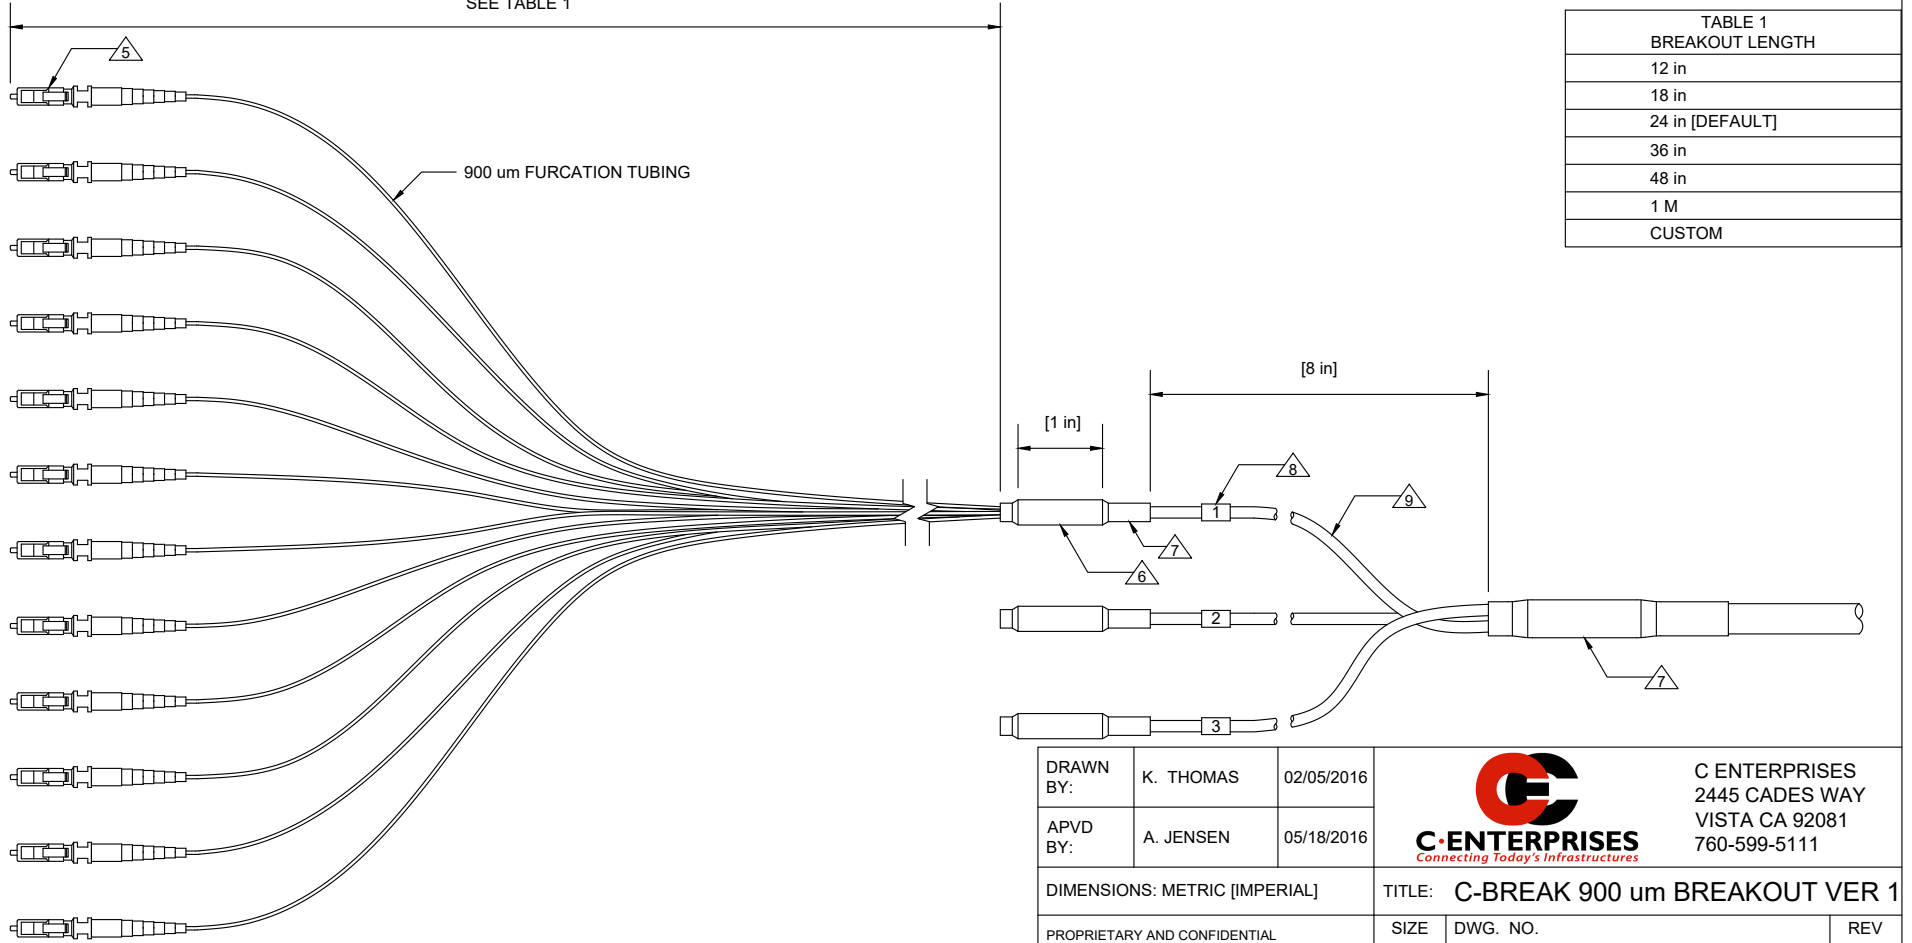 SEE TABLE 1
TABLE 1
BREAKOUT LENGTH
12 in
18 in
24 in [DEFAULT]
36 in
48 in
1 M
CUSTOM
5
900 um FURCATION TUBING
[8 in]
[1 in]
8
9
1
7
6
2
7
3
DRAWN BY:
K. THOMAS
02/05/2016
APVD BY:
A. JENSEN
05/18/2016
C·ENTERPRISES
Connecting Today's Infrastructures
C ENTERPRISES
2445 CADES WAY
VISTA CA 92081
760-599-5111
DIMENSIONS: METRIC [IMPERIAL]
TITLE: C-BREAK 900 um BREAKOUT VER 1
PROPRIETARY AND CONFIDENTIAL
SIZE
DWG. NO.
REV